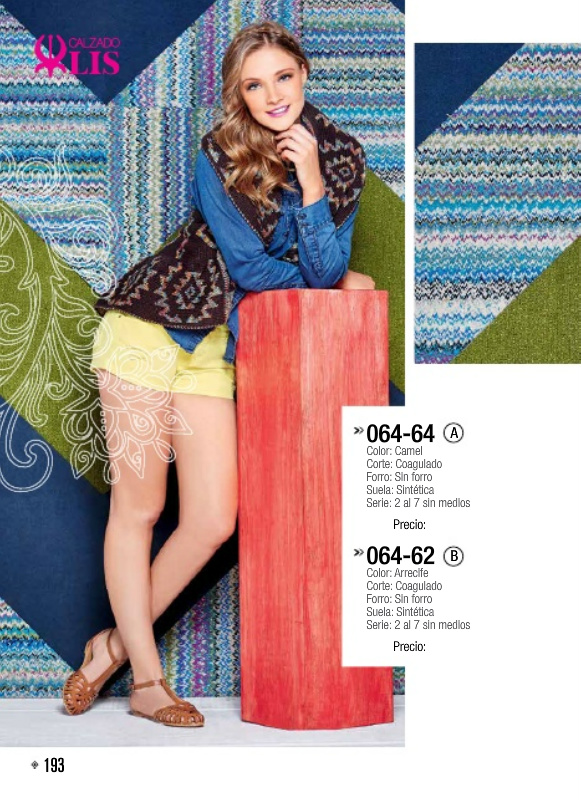 CALZADO
LIS
064-64 A
Color: Camel
Corte: Coagulado
Forro: Sin forro
Suela: Sintética
Serie: 2 al 7 sin medios
Precio:
064-62 B
Color: Arrecife
Corte: Coagulado
Forro: Sin forro
Suela: Sintética
Serie: 2 al 7 sin medios
Precio:
193